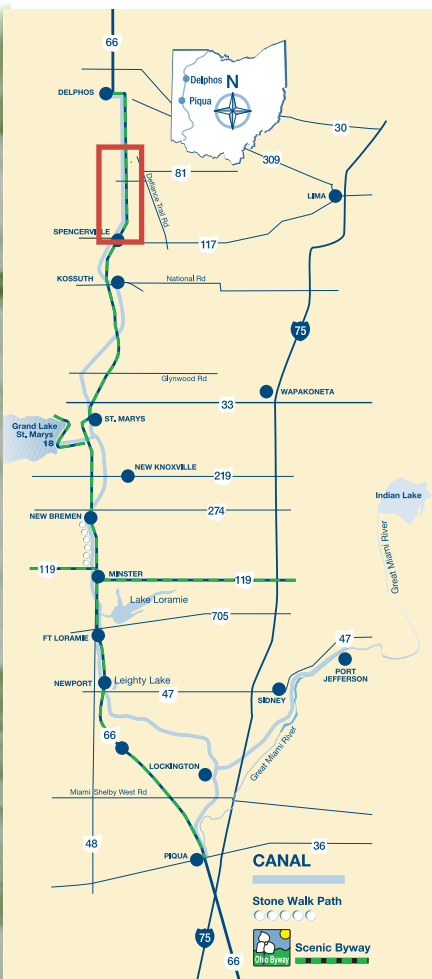 66
DELPHOS
Delphos
Piqua
N
30
309
81
Defiance Trail Rd
LIMA
SPENCERVILLE
117
KOSSUTH
National Rd
75
Glynwood Rd
WAPAKONETA
33
Grand Lake
St. Marys
18
ST. MARYS
NEW KNOXVILLE
219
Indian Lake
274
NEW BREMEN
Great Miami River
119
MINSTER
119
Lake Loramie
705
FT LORAMIE
47
PORT
JEFFERSON
NEWPORT
Leighty Lake
47
SIDNEY
66
Great Miami River
LOCKINGTON
Miami Shelby West Rd
48
36
PIQUA
CANAL
Stone Walk Path
75
Ohio Byway
Scenic Byway
66